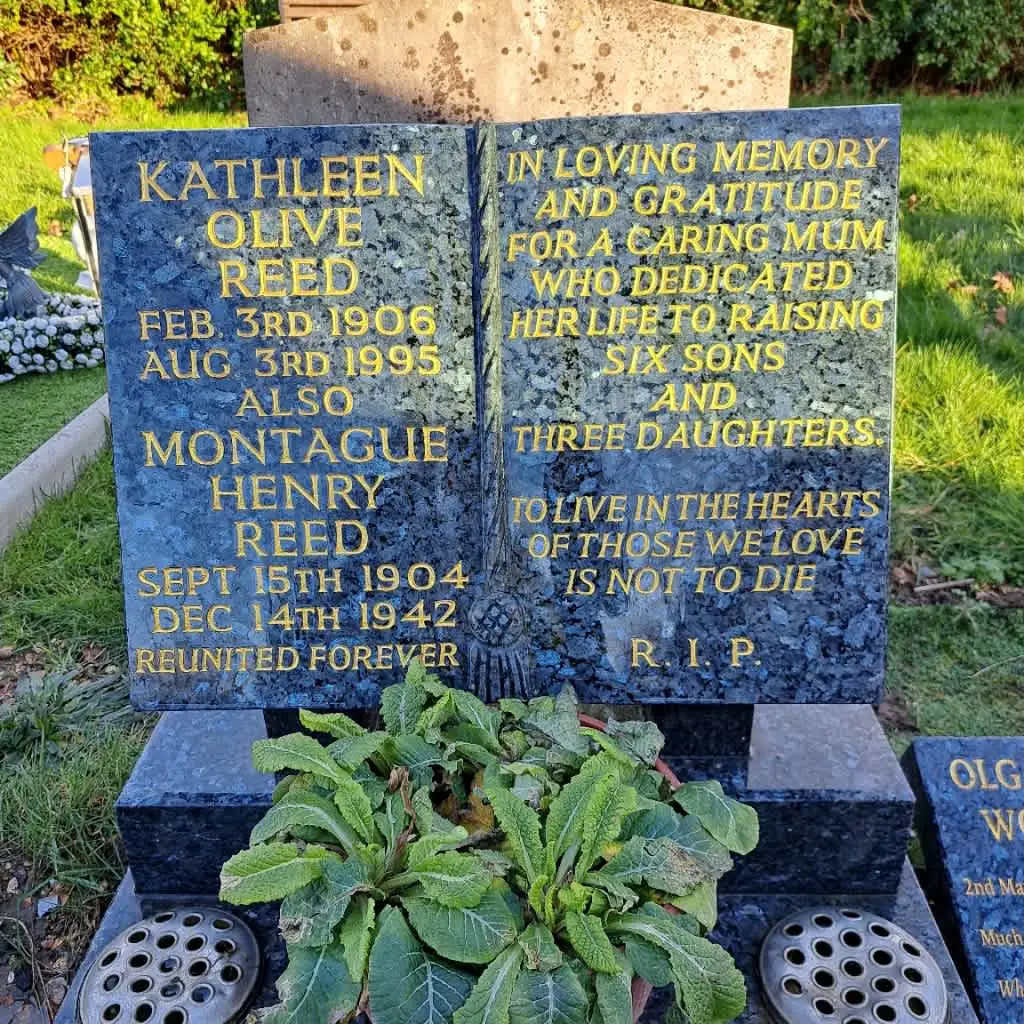 KATHLEEN
OLIVE
REED
FEB. 3RD 1906
AUG 3RD 1995
ALSO
MONTAGUE
HENRY
REED
SEPT 15TH 1904
DEC 14TH 1942
REUNITED FOREVER
IN LOVING MEMORY
AND GRATITUDE
FOR A CARING MUM
WHO DEDICATED
HER LIFE TO RAISING
SIX SONS
AND
THREE DAUGHTERS.
TO LIVE IN THE HEARTS
OF THOSE WE LOVE
IS NOT TO DIE
R. I. P.
2nd
Much